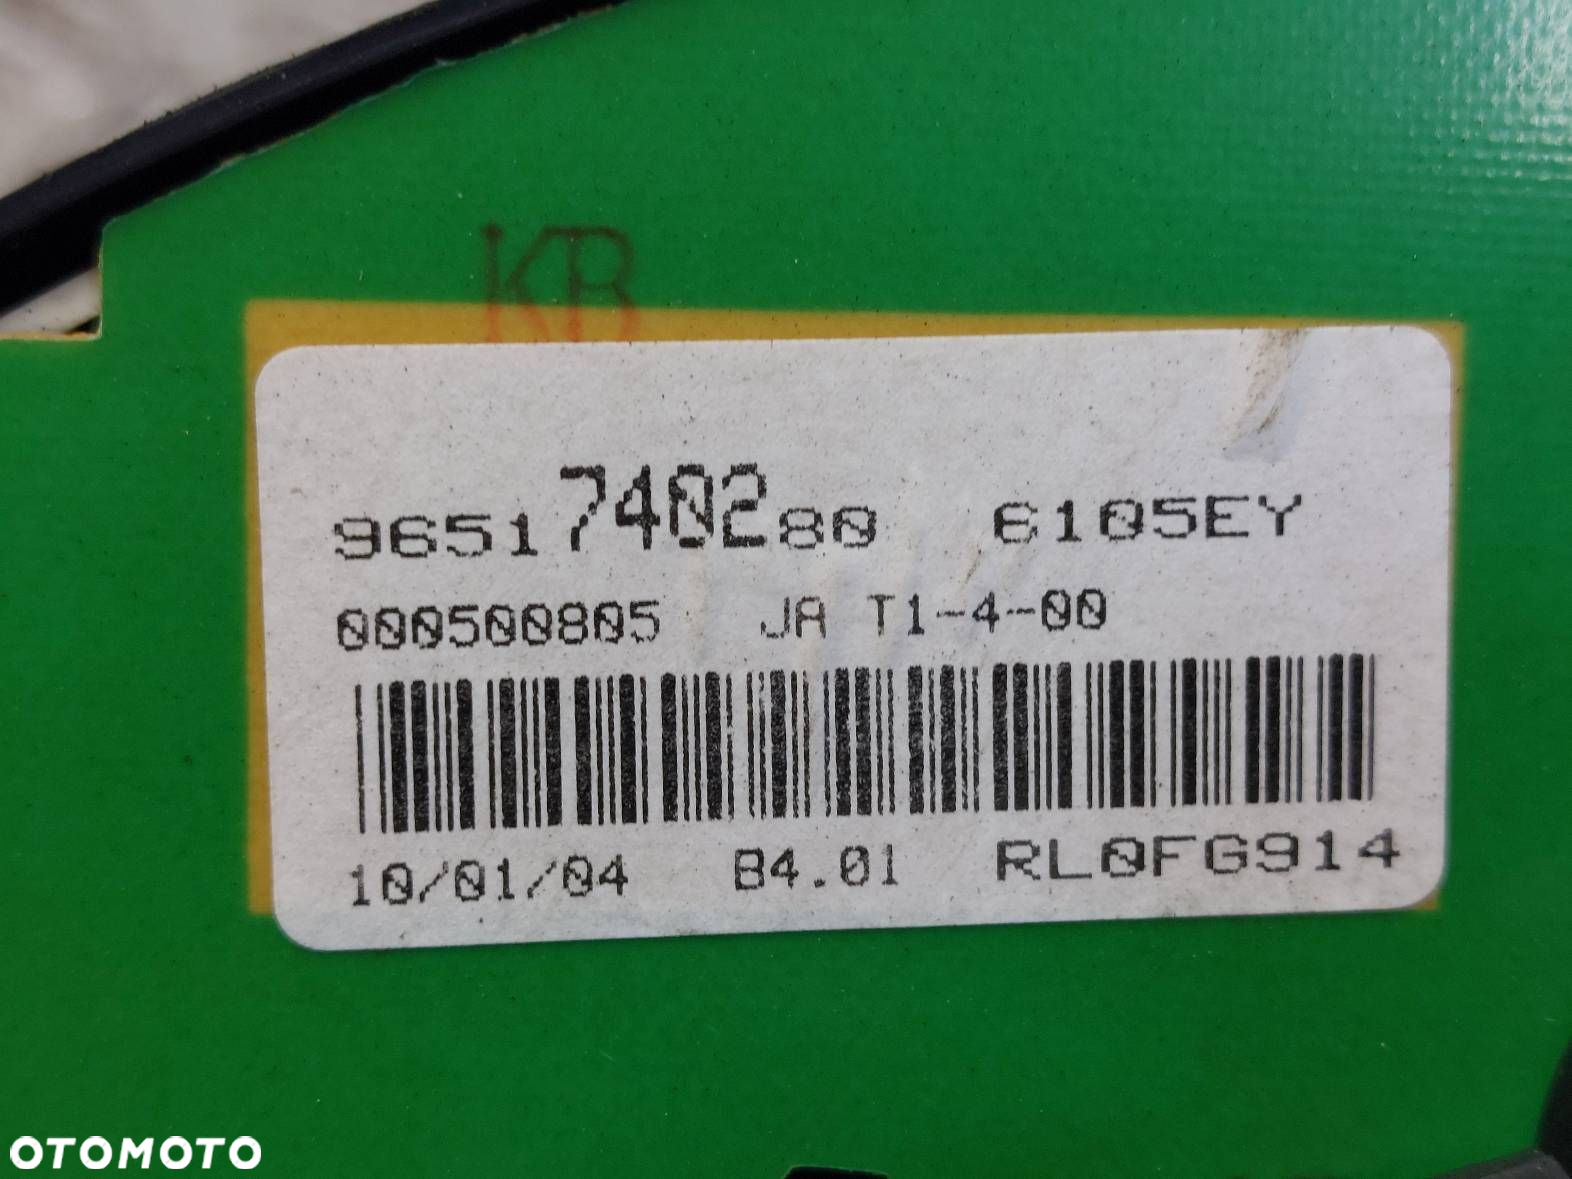 KB
9651740280 6105EY
000500805 JA T1-4-00
10/01/04 B4.01 RL0FG914
OTOMOTO